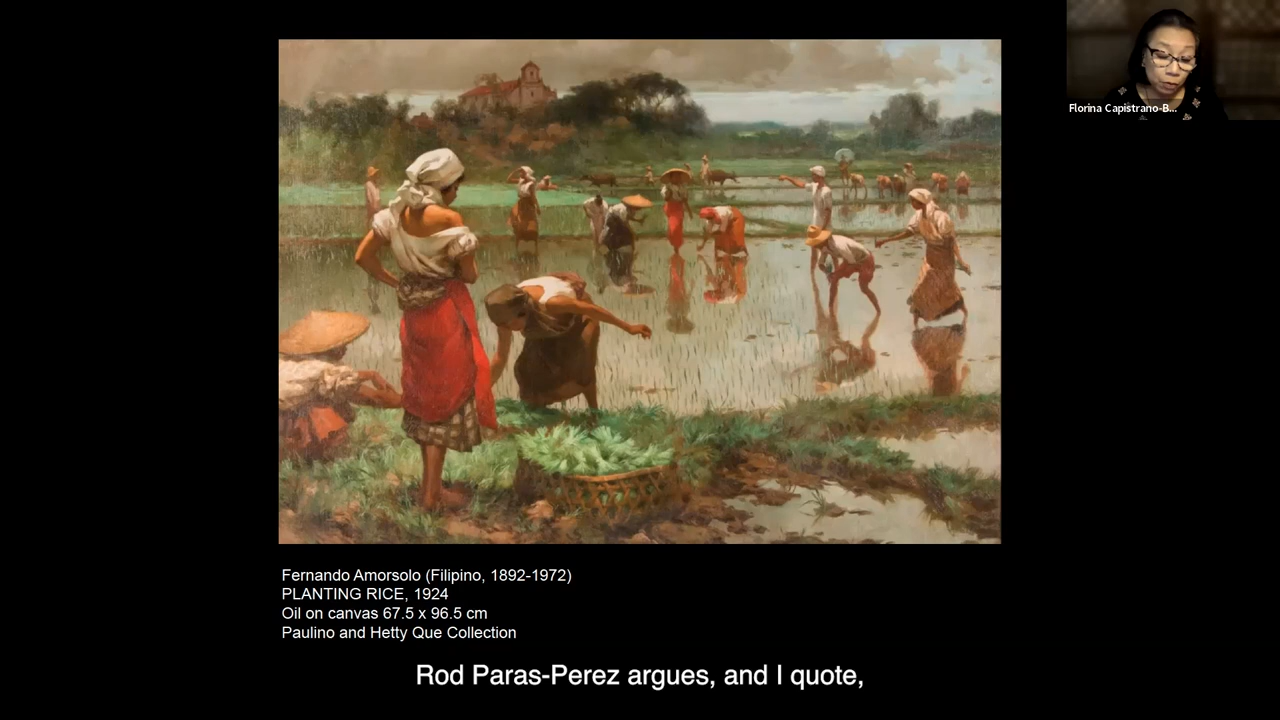 Florina Capistrano-B...
Fernando Amorsolo (Filipino, 1892-1972)
PLANTING RICE, 1924
Oil on canvas 67.5 x 96.5 cm
Paulino and Hetty Que Collection
Rod Paras-Perez argues, and I quote,